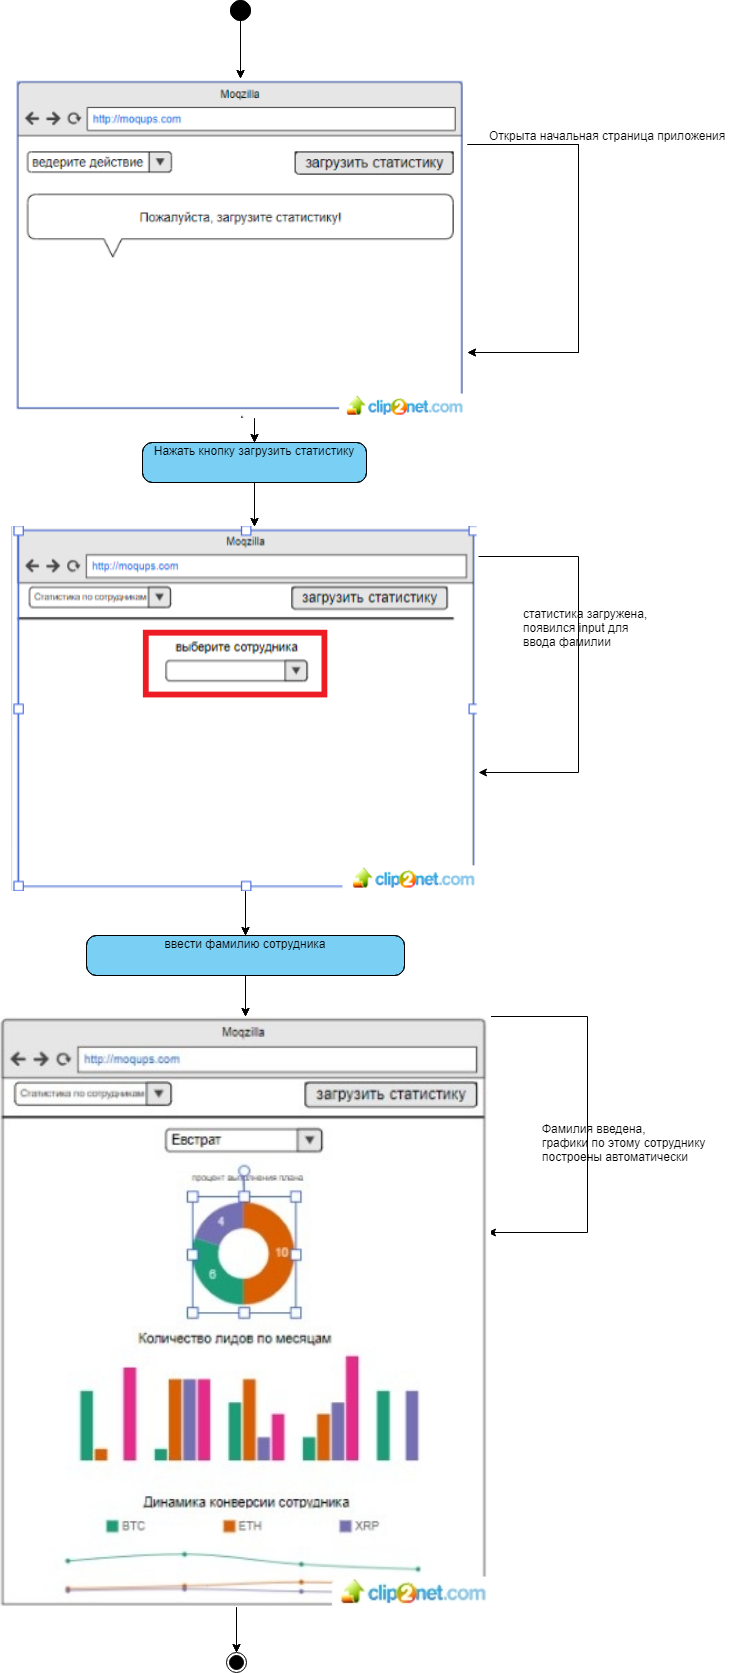 Moqzilla
http://moqups.com
Открыта начальная страница приложения
ведерите действие
загрузить статистику
Пожалуйста, загрузите статистику!
clip2net.com
Нажать кнопку загрузить статистику
Moqzilla
http://moqups.com
Статистика по сотрудникам
загрузить статистику
статистика загружена,
появился input для
ввода фамилии
выберите сотрудника
clip2net.com
ввести фамилию сотрудника
Moqzilla
http://moqups.com
Статистика по сотрудникам
загрузить статистику
Фамилия введена,
графики по этому сотруднику
построены автоматически
Евстрат
процент выполнения плана
4
10
6
Количество лидов по месяцам
Динамика конверсии сотрудника
BTC
ETH
XRP
clip2net.com